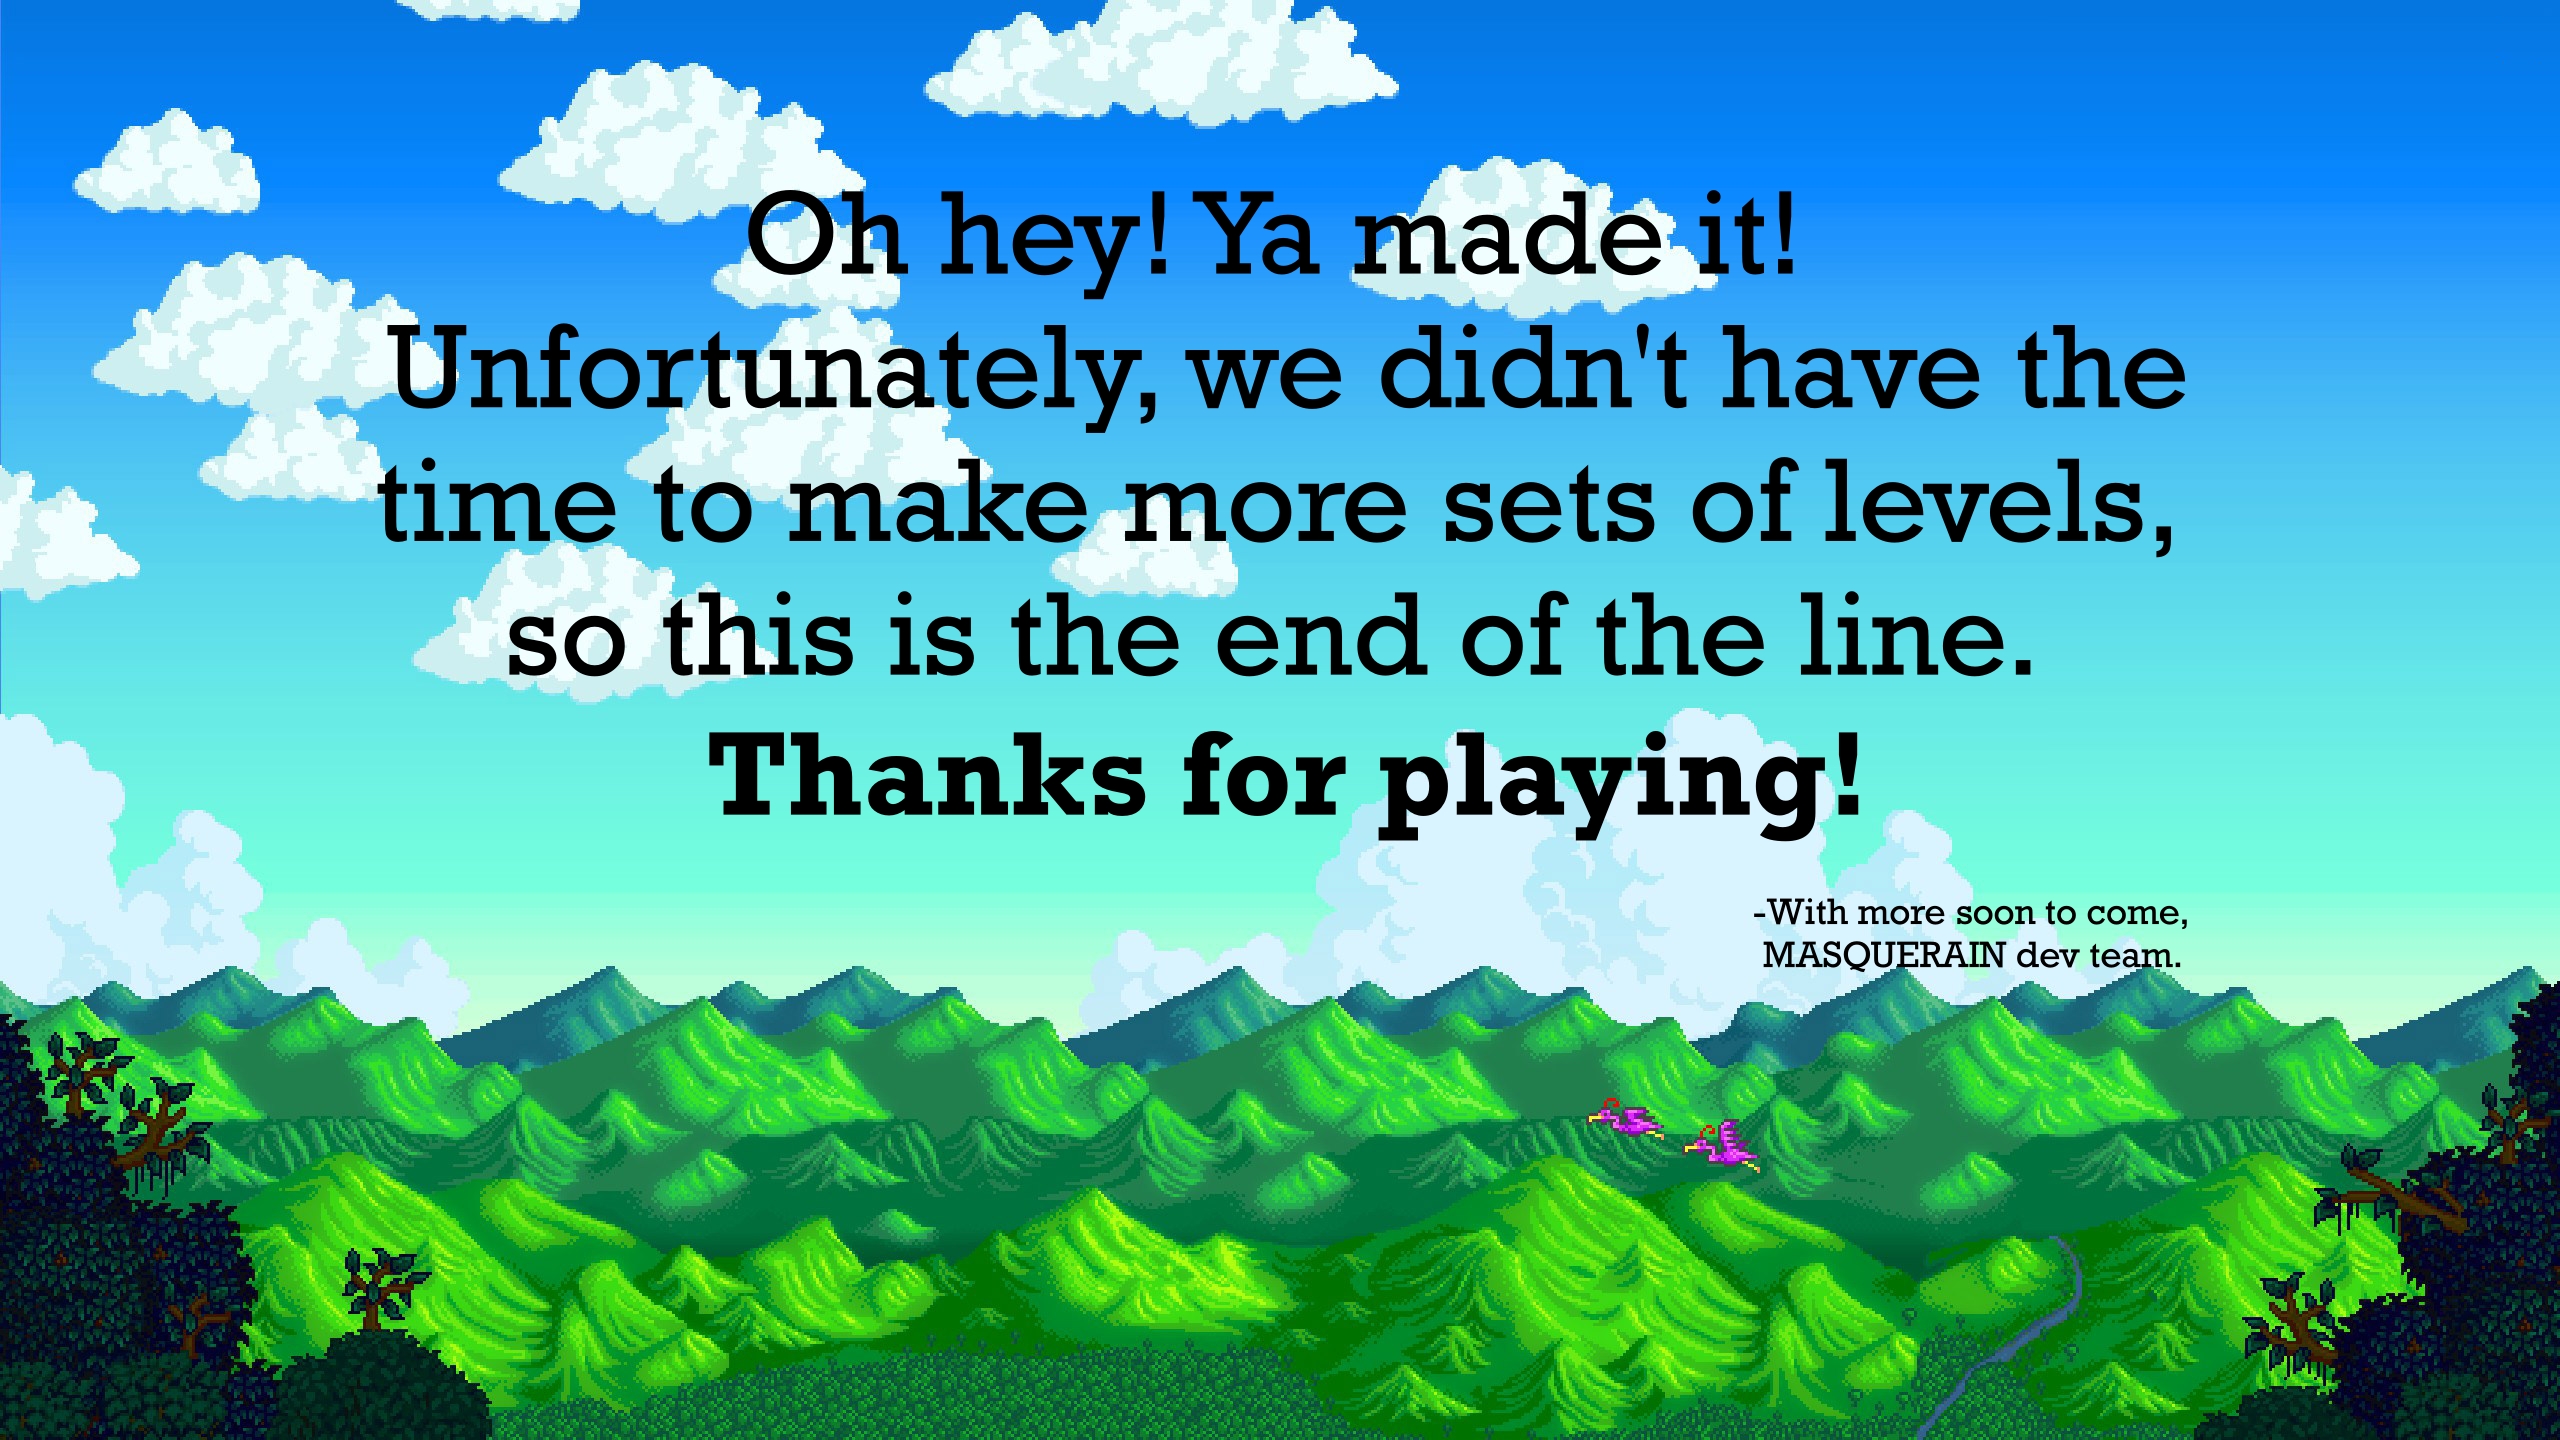 Oh hey! Ya made it!
Unfortunately, we didn't have the
time to make more sets of levels,
so this is the end of the line.
Thanks for playing!
-With more soon to come,
MASQUERAIN dev team.